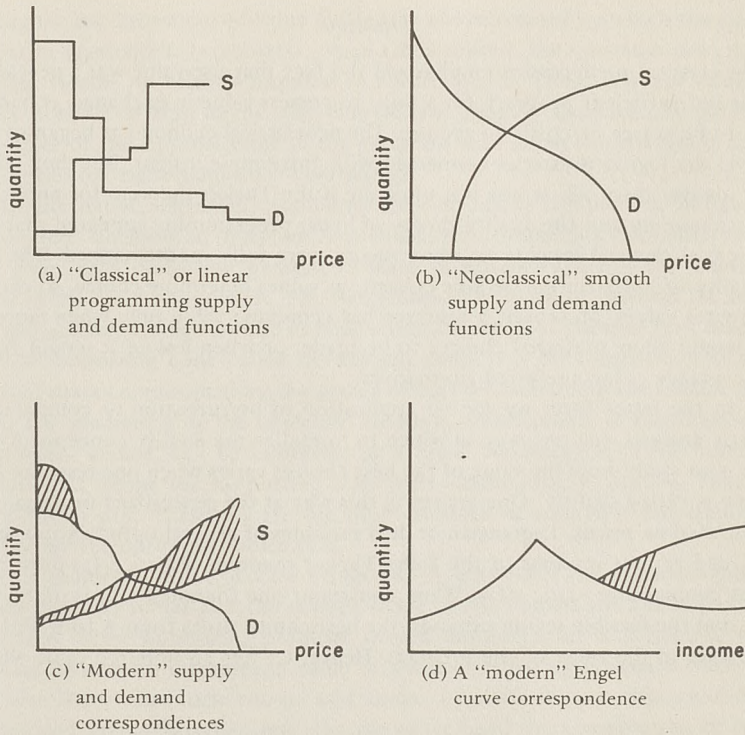 quantity
S
D
price
(a) “Classical” or linear
programming supply
and demand functions
quantity
S
D
price
(b) “Neoclassical” smooth
supply and demand
functions
quantity
S
D
price
(c) “Modern” supply
and demand
correspondences
quantity
income
(d) A “modern” Engel
curve correspondence